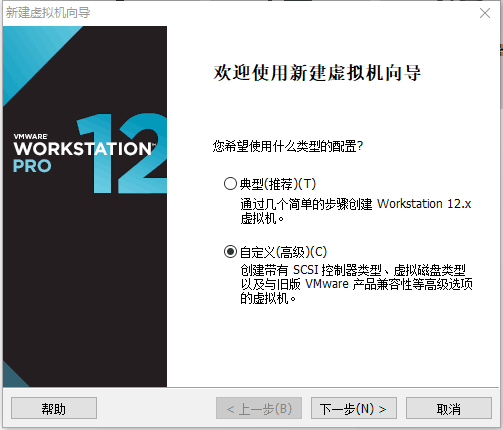 新建虚拟机向导
VMWARE
WORKSTATION™
PRO
12
欢迎使用新建虚拟机向导
您希望使用什么类型的配置?
典型(推荐)(T)
通过几个简单的步骤创建 Workstation 12.x
虚拟机。
自定义(高级)(C)
创建带有 SCSI 控制器类型、虚拟磁盘类型
以及与旧版 VMware 产品兼容性等高级选项
的虚拟机。
帮助
< 上一步(B)
下一步(N) >
取消